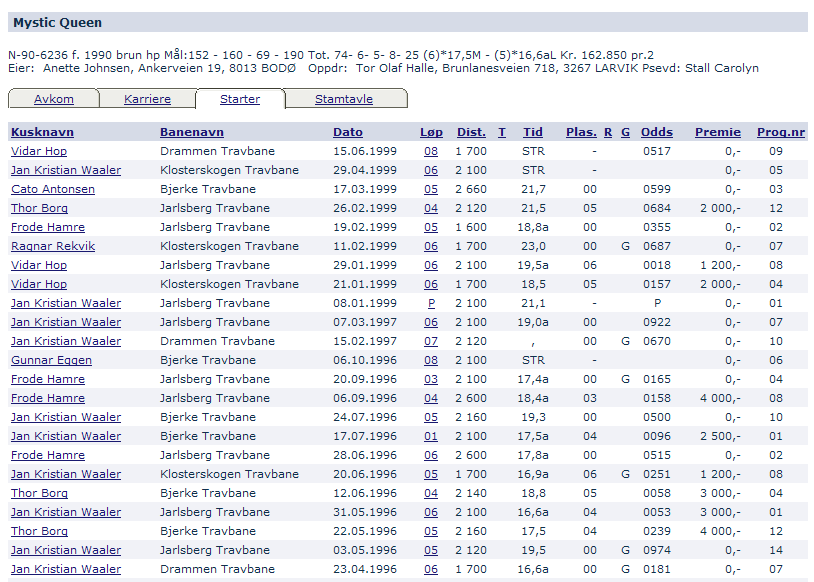 Mystic Queen
N-90-6236 f. 1990 brun hp Mål:152 - 160 - 69 - 190 Tot. 74- 6- 5- 8- 25 (6)*17,5M - (5)*16,6aL Kr. 162.850 pr.2
Eier: Anette Johnsen, Ankerveien 19, 8013 BODØ Oppdr: Tor Olaf Halle, Brunlanesveien 718, 3267 LARVIK Psevd: Stall Carolyn
Avkom Karriere Starter Stamtavle
Kusknavn Banenavn Dato Løp Dist. T Tid Plas. R G Odds Premie Prog.nr
Vidar Hop Drammen Travbane 15.06.1999 08 1 700 STR - 0517 0,- 09
Jan Kristian Waaler Klosterskogen Travbane 29.04.1999 06 2 100 STR - 0,- 05
Cato Antonsen Bjerke Travbane 17.03.1999 05 2 660 21,7 00 0599 0,- 03
Thor Borg Jarlsberg Travbane 26.02.1999 04 2 120 21,5 05 0684 2 000,- 12
Frode Hamre Jarlsberg Travbane 19.02.1999 05 1 600 18,8a 00 0355 0,- 02
Ragnar Rekvik Klosterskogen Travbane 11.02.1999 06 1 700 23,0 00 G 0687 0,- 07
Vidar Hop Jarlsberg Travbane 29.01.1999 06 2 100 19,5a 06 0018 1 200,- 08
Vidar Hop Klosterskogen Travbane 21.01.1999 06 1 700 18,5 05 0157 2 000,- 04
Jan Kristian Waaler Jarlsberg Travbane 08.01.1999 P 2 100 21,1 - P 0,- 01
Jan Kristian Waaler Jarlsberg Travbane 07.03.1997 06 2 100 19,0a 00 0922 0,- 07
Jan Kristian Waaler Drammen Travbane 15.02.1997 07 2 120 , 00 G 0670 0,- 10
Gunnar Eggen Bjerke Travbane 06.10.1996 08 2 100 STR - 0,- 06
Frode Hamre Jarlsberg Travbane 20.09.1996 03 2 100 17,4a 00 G 0165 0,- 04
Frode Hamre Jarlsberg Travbane 06.09.1996 04 2 600 18,4a 03 0158 4 000,- 08
Jan Kristian Waaler Bjerke Travbane 24.07.1996 05 2 160 19,3 00 0500 0,- 10
Jan Kristian Waaler Bjerke Travbane 17.07.1996 01 2 100 17,5a 04 0096 2 500,- 01
Frode Hamre Jarlsberg Travbane 28.06.1996 06 2 600 17,8a 00 0515 0,- 02
Jan Kristian Waaler Klosterskogen Travbane 20.06.1996 05 1 700 16,9a 06 G 0251 1 200,- 08
Thor Borg Bjerke Travbane 12.06.1996 04 2 140 18,8 05 0058 3 000,- 04
Jan Kristian Waaler Jarlsberg Travbane 31.05.1996 06 2 100 16,6a 04 0053 3 000,- 01
Thor Borg Bjerke Travbane 22.05.1996 05 2 160 17,5 04 0239 4 000,- 12
Jan Kristian Waaler Jarlsberg Travbane 03.05.1996 05 2 120 19,5 00 G 0974 0,- 14
Jan Kristian Waaler Drammen Travbane 23.04.1996 06 1 700 16,6a 00 G 0181 0,- 07